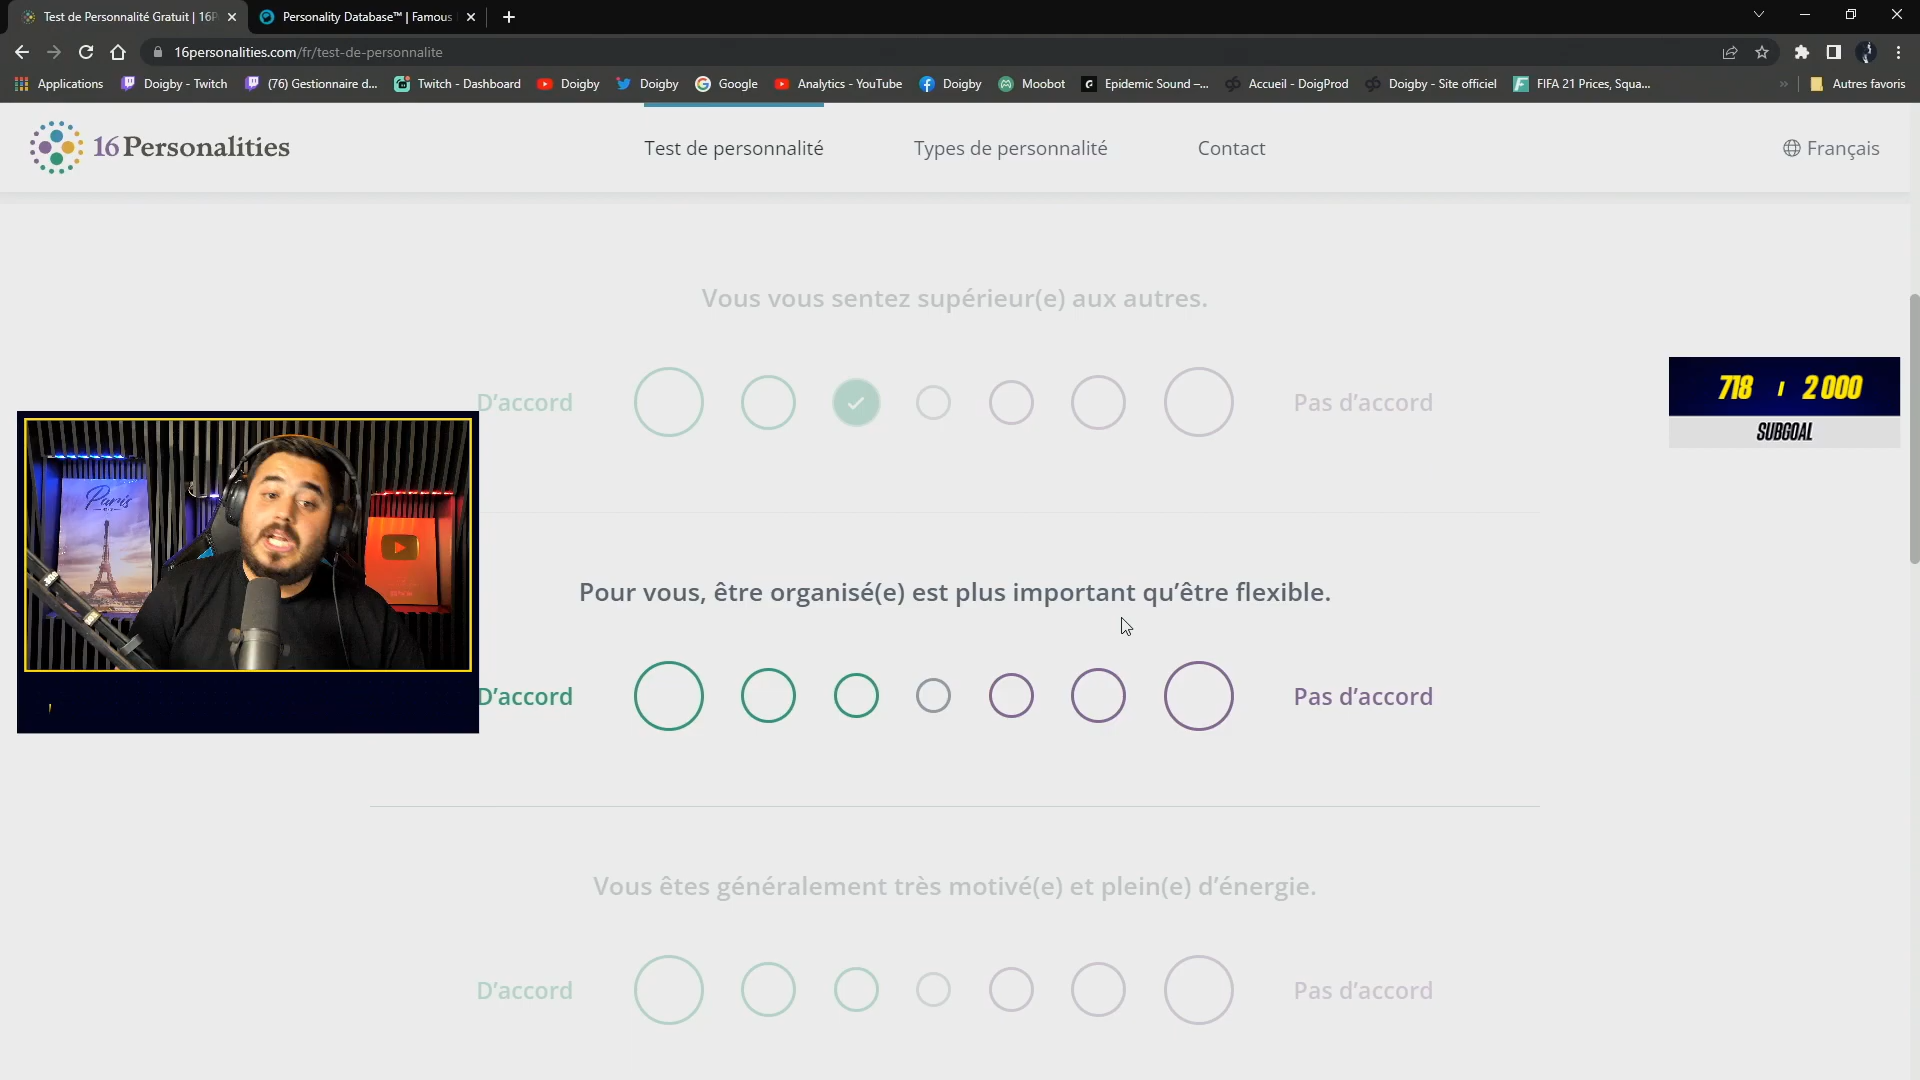 Test de Personnalité Gratuit | 16P
Personality Database™ | Famous
16personalities.com/fr/test-de-personnalite
Applications
Doigby - Twitch
(76) Gestionnaire d...
Twitch - Dashboard
Doigby
Doigby
Google
Analytics - YouTube
Doigby
Moobot
Epidemic Sound –...
Accueil - DoigProd
Doigby - Site officiel
FIFA 21 Prices, Squa...
Autres favoris
16Personalities
Test de personnalité
Types de personnalité
Contact
Français
Vous vous sentez supérieur(e) aux autres.
D’accord
Pas d’accord
718 / 2 000
SUBGOAL
Paris
Pour vous, être organisé(e) est plus important qu’être flexible.
D’accord
Pas d’accord
Vous êtes généralement très motivé(e) et plein(e) d’énergie.
D’accord
Pas d’accord